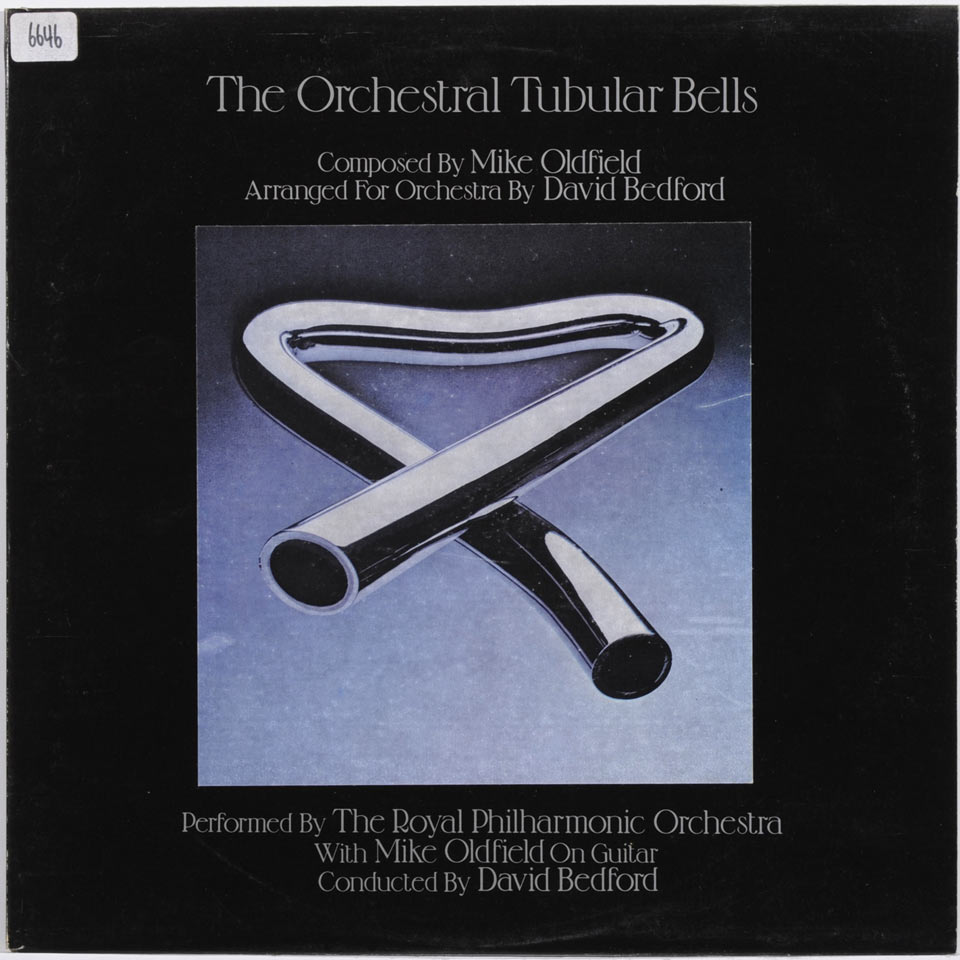 6646
The Orchestral Tubular Bells
Composed By Mike Oldfield
Arranged For Orchestra By David Bedford
Performed By The Royal Philharmonic Orchestra
With Mike Oldfield On Guitar
Conducted By David Bedford